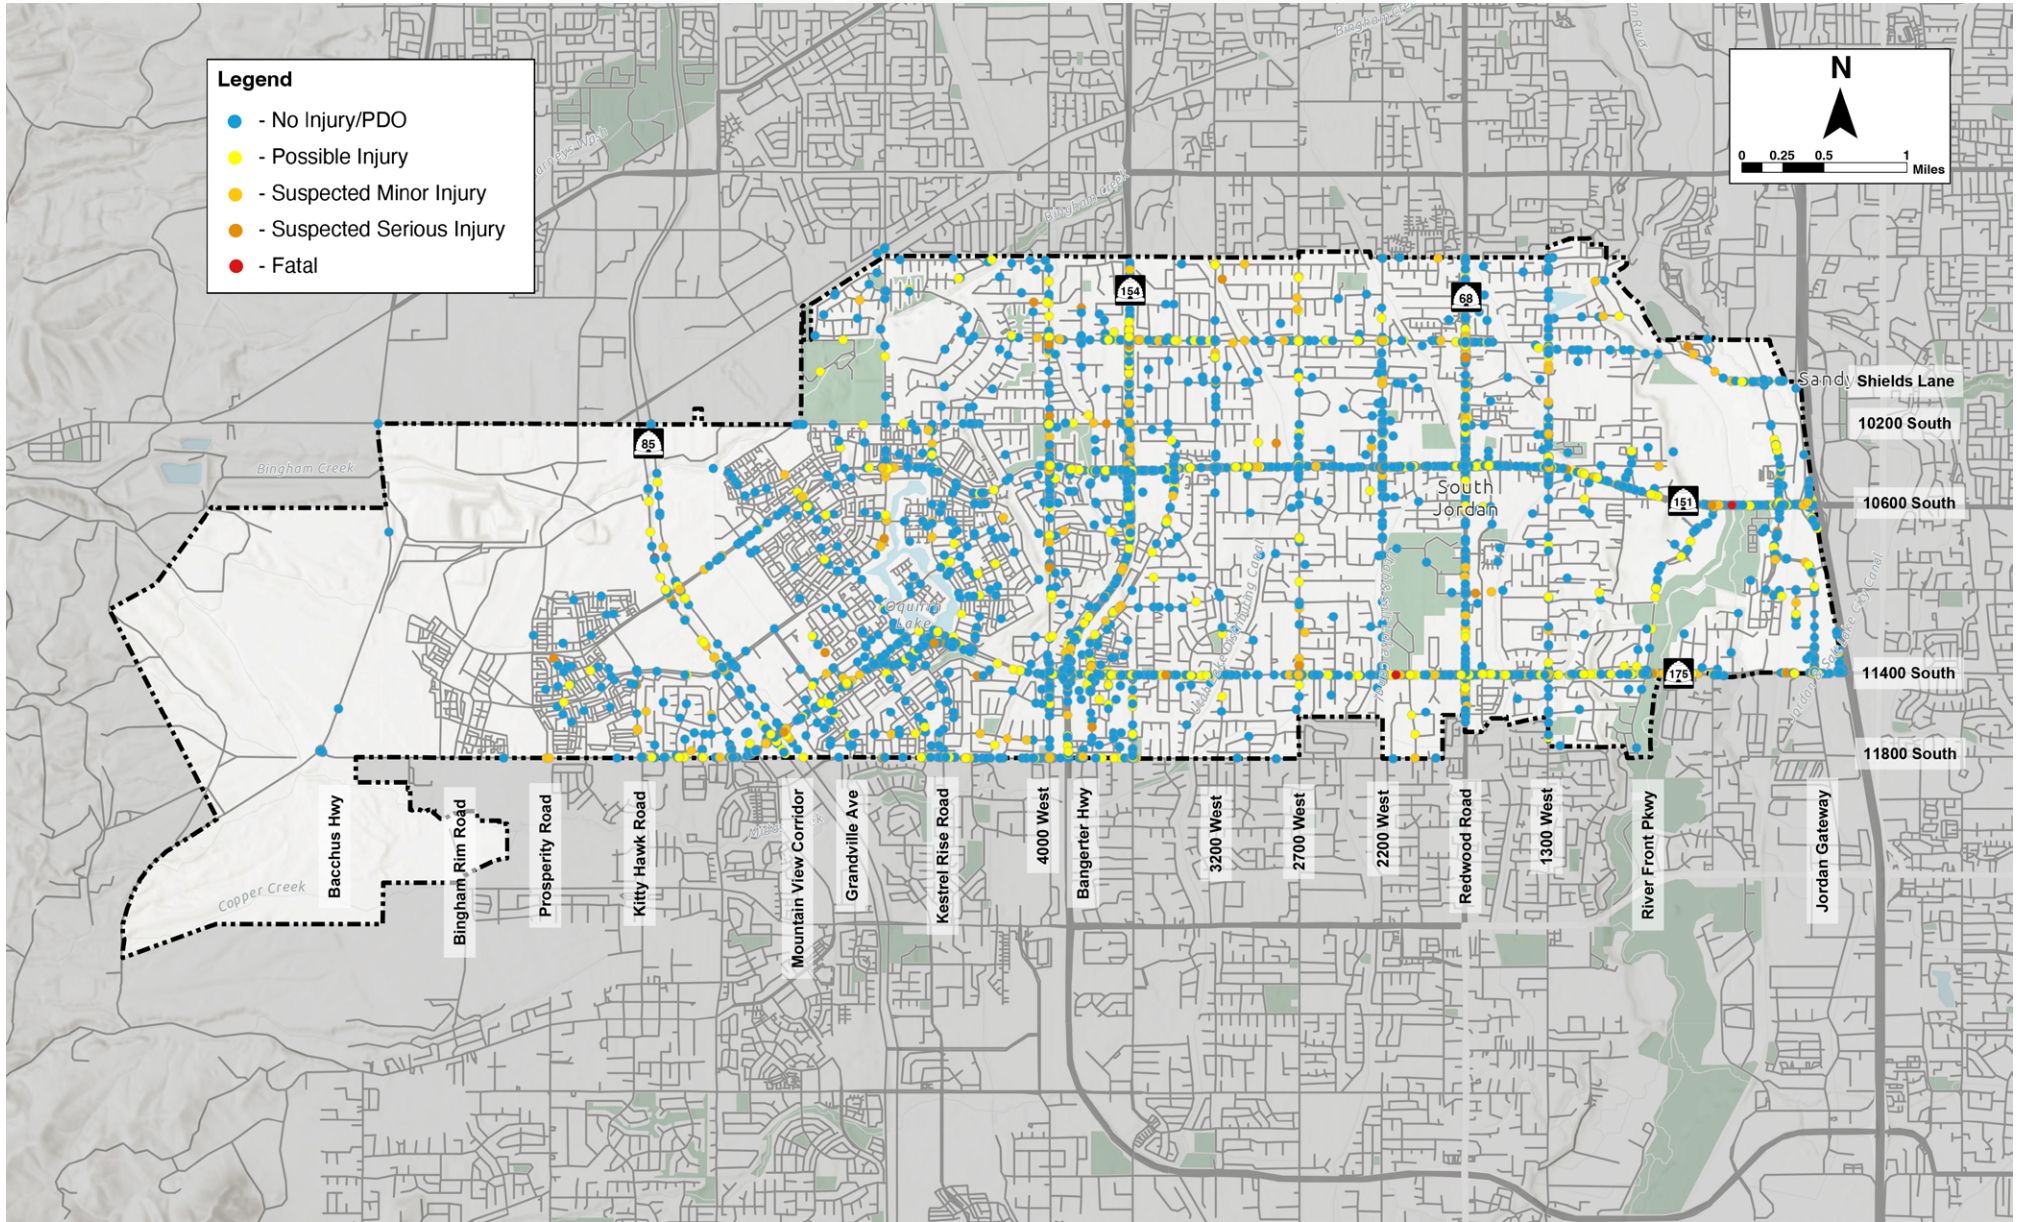 Legend
- No Injury/PDO
- Possible Injury
- Suspected Minor Injury
- Suspected Serious Injury
- Fatal
N
0 0.25 0.5 1
Miles
Bingham Creek
154
68
Sandy
Shields Lane
10200 South
85
Bingham Creek
South
Jordan
151
10600 South
Oquirrh
Lake
175
11400 South
11800 South
Copper Creek
Bacchus Hwy
Bingham Rim Road
Prosperity Road
Kitty Hawk Road
Mountain View Corridor
Grandville Ave
Kestrel Rise Road
4000 West
Bangerter Hwy
3200 West
2700 West
2200 West
Redwood Road
1300 West
River Front Pkwy
Jordan Gateway